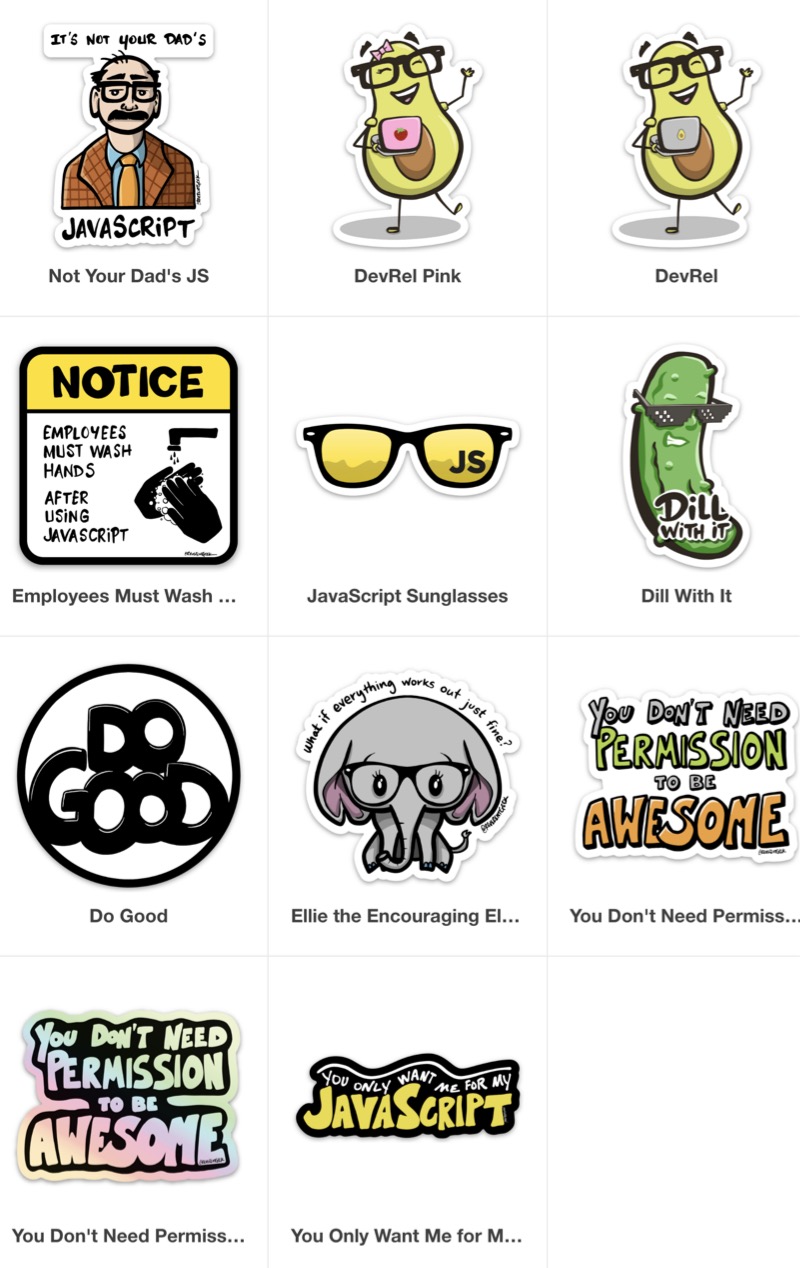 IT'S NOT YOUR DAD'S
JAVASCRIPT
Not Your Dad's JS
DevRel Pink
DevRel
NOTICE
EMPLOYEES
MUST WASH
HANDS
AFTER
USING
JAVASCRIPT
Employees Must Wash ...
JS
JavaScript Sunglasses
DiLL
WiTH iT
Dill With It
DO
GOOD
Do Good
What if everything works out just fine?
Ellie the Encouraging El...
YOU DON'T NEED
PERMISSION
TO BE
AWESOME
You Don't Need Permiss...
YOU DON'T NEED
PERMISSION
TO BE
AWESOME
You Don't Need Permiss...
YOU ONLY WANT ME FOR MY
JAVASCRIPT
You Only Want Me for M...